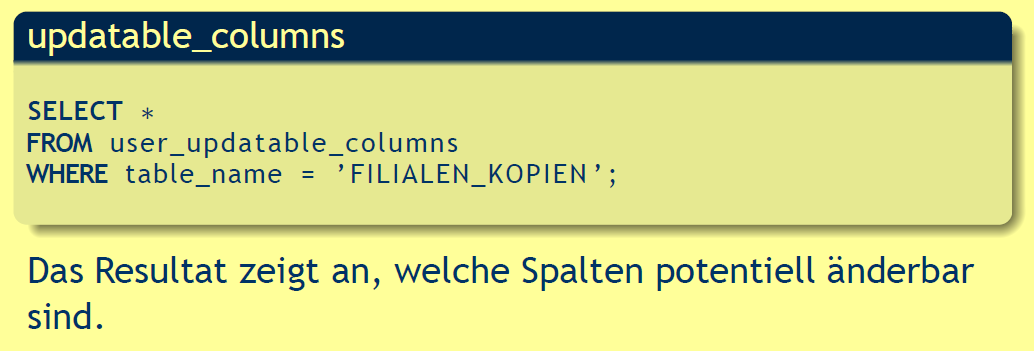 updatable_columns
SELECT *
FROM user_updatable_columns
WHERE table_name = ’FILIALEN_KOPIEN’;
Das Resultat zeigt an, welche Spalten potentiell änderbar
sind.